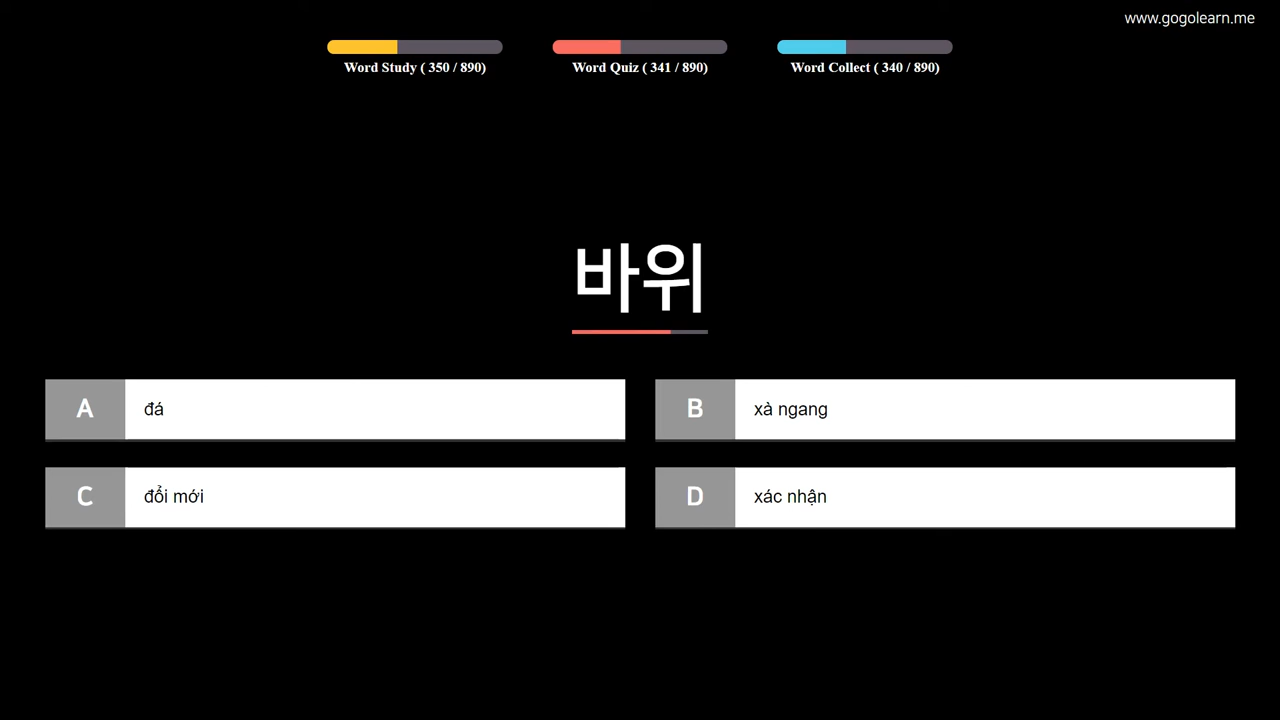 www.gogolearn.me
Word Study ( 350 / 890)
Word Quiz ( 341 / 890)
Word Collect ( 340 / 890)
바위
A đá
B xà ngang
C đổi mới
D xác nhận